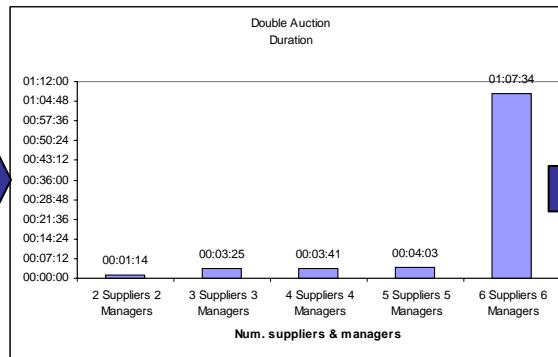 Double Auction
Duration
01:12:00
01:04:48
00:57:36
00:50:24
00:43:12
00:36:00
00:28:48
00:21:36
00:14:24
00:07:12
00:00:00
00:01:14
00:03:25
00:03:41
00:04:03
01:07:34
2 Suppliers 2
Managers
3 Suppliers 3
Managers
4 Suppliers 4
Managers
5 Suppliers 5
Managers
6 Suppliers 6
Managers
Num. suppliers & managers